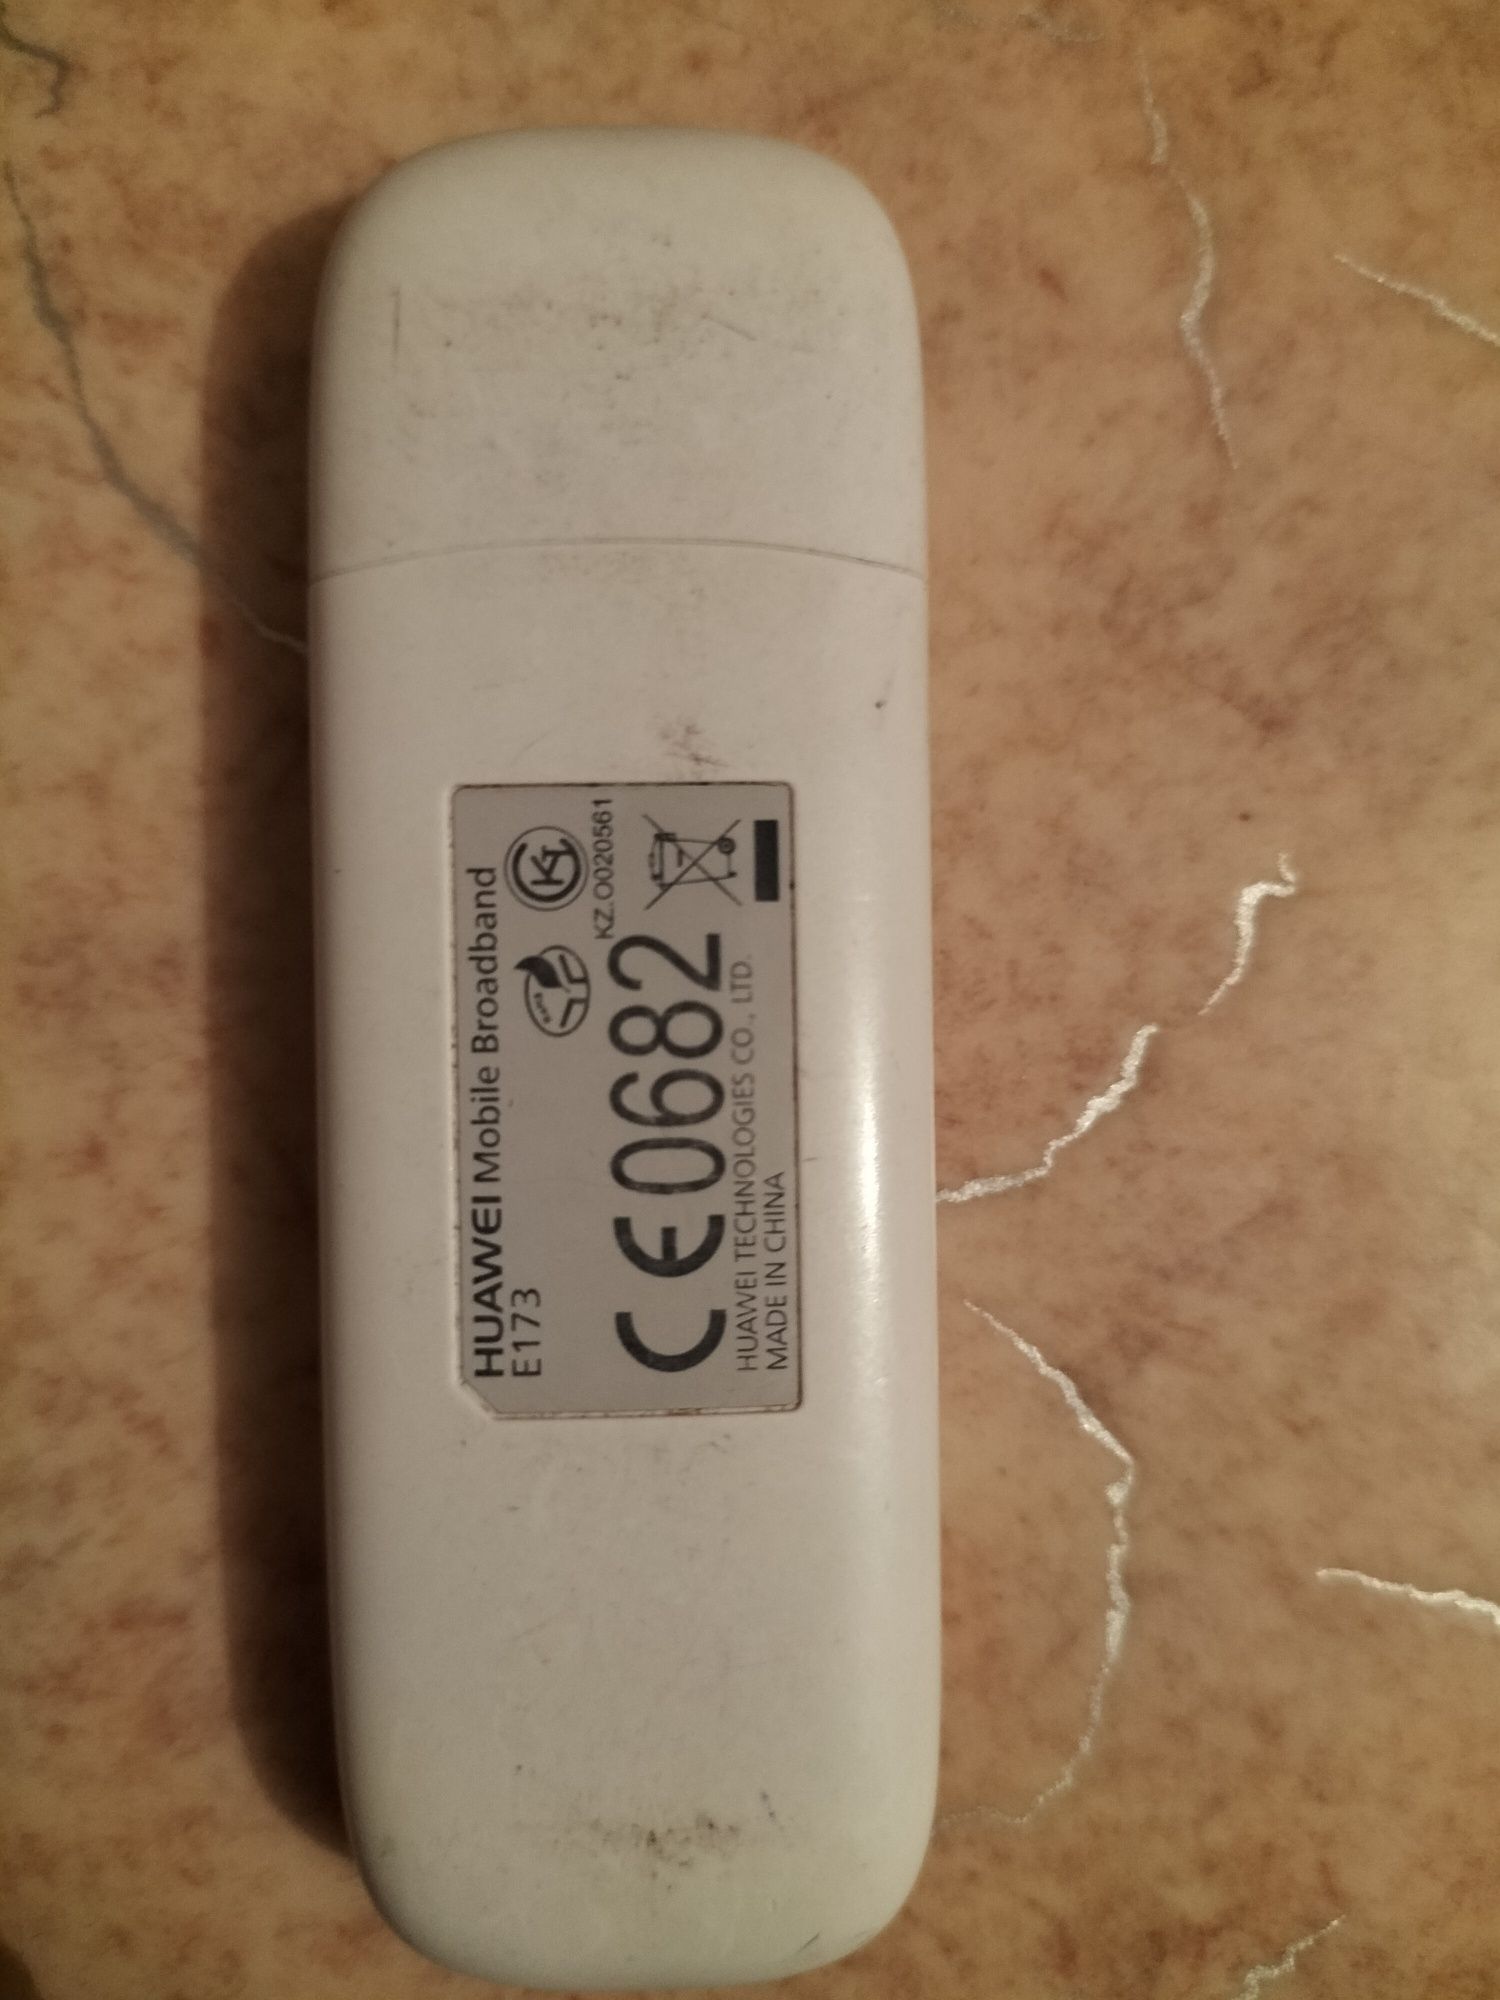 HUAWEI Mobile Broadband
E173
KZ.O020561
CE0682
HUAWEI TECHNOLOGIES CO., LTD.
MADE IN CHINA